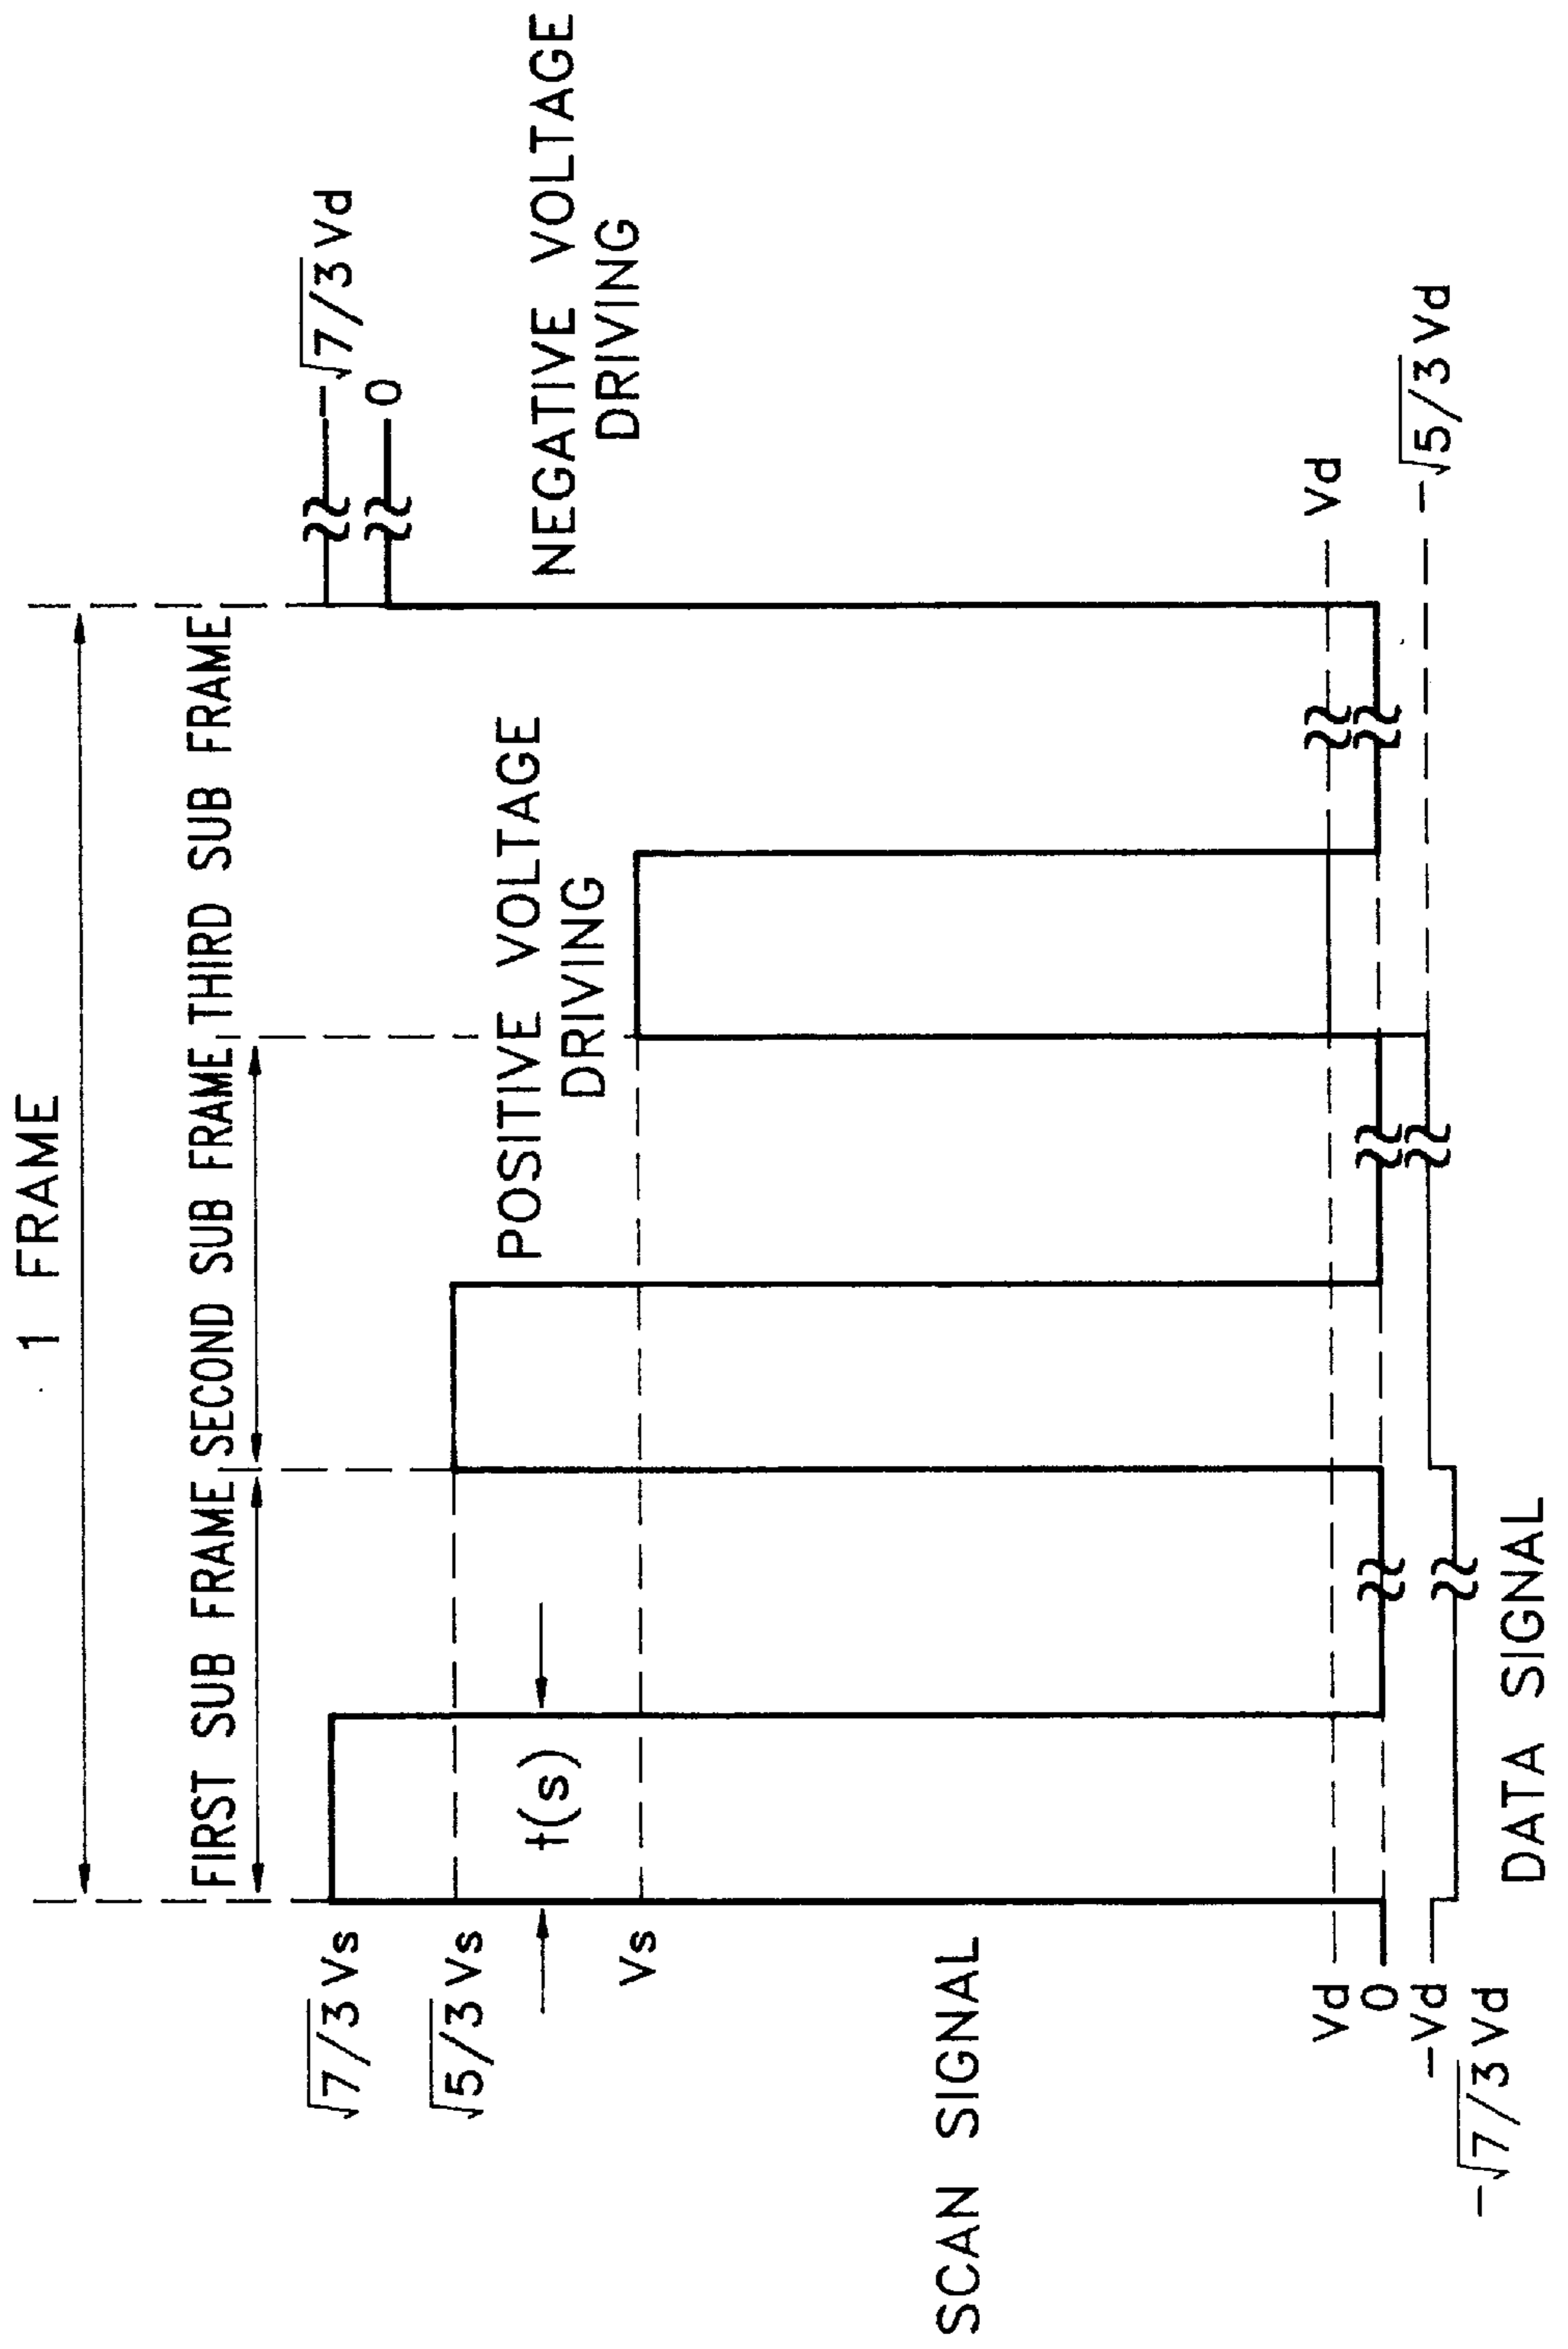 1 FRAME
FIRST SUB FRAME
SECOND SUB FRAME
THIRD SUB FRAME
√7/3 Vs
√5/3 Vs
Vs
t(s)
POSITIVE VOLTAGE
DRIVING
NEGATIVE VOLTAGE
DRIVING
-√7/3 Vd
0
SCAN SIGNAL
Vd
0
-Vd
-√7/3 Vd
Vd
-√5/3 Vd
DATA SIGNAL